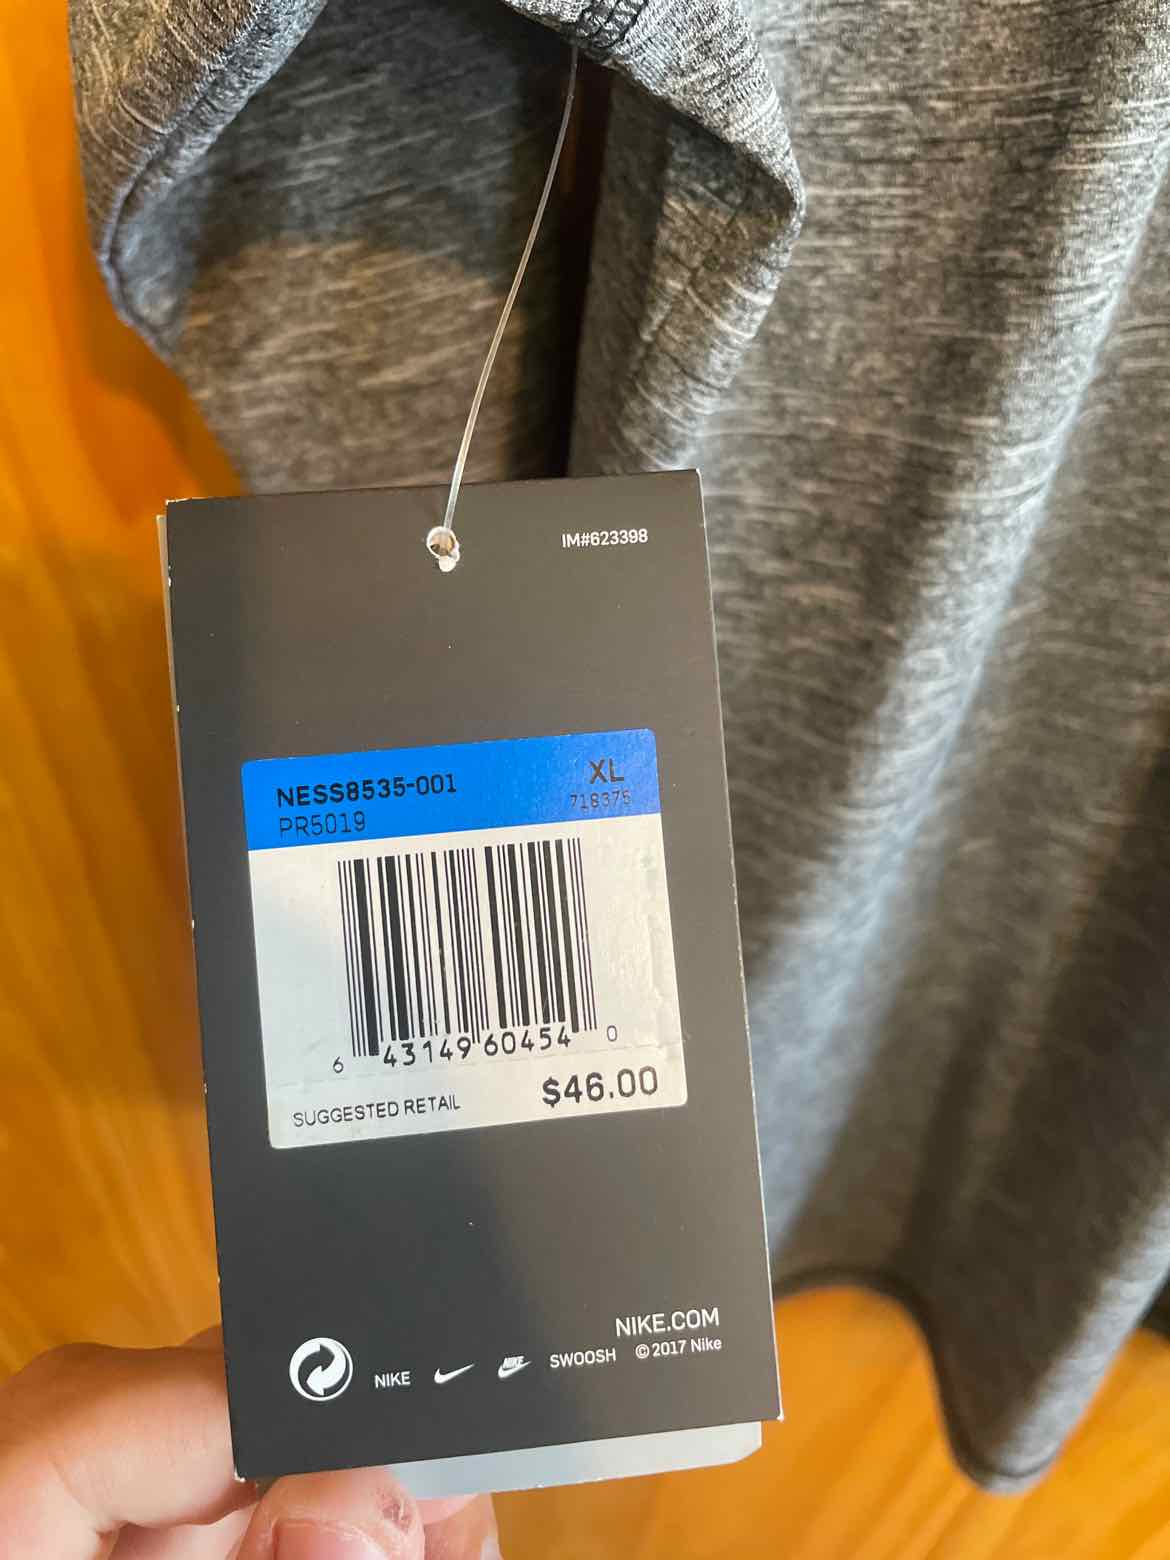 IM#623398
NESS8535-001 XL
PR5019 718375
6 43149 60454 0
SUGGESTED RETAIL $46.00
NIKE.COM
NIKE NIKE SWOOSH © 2017 Nike